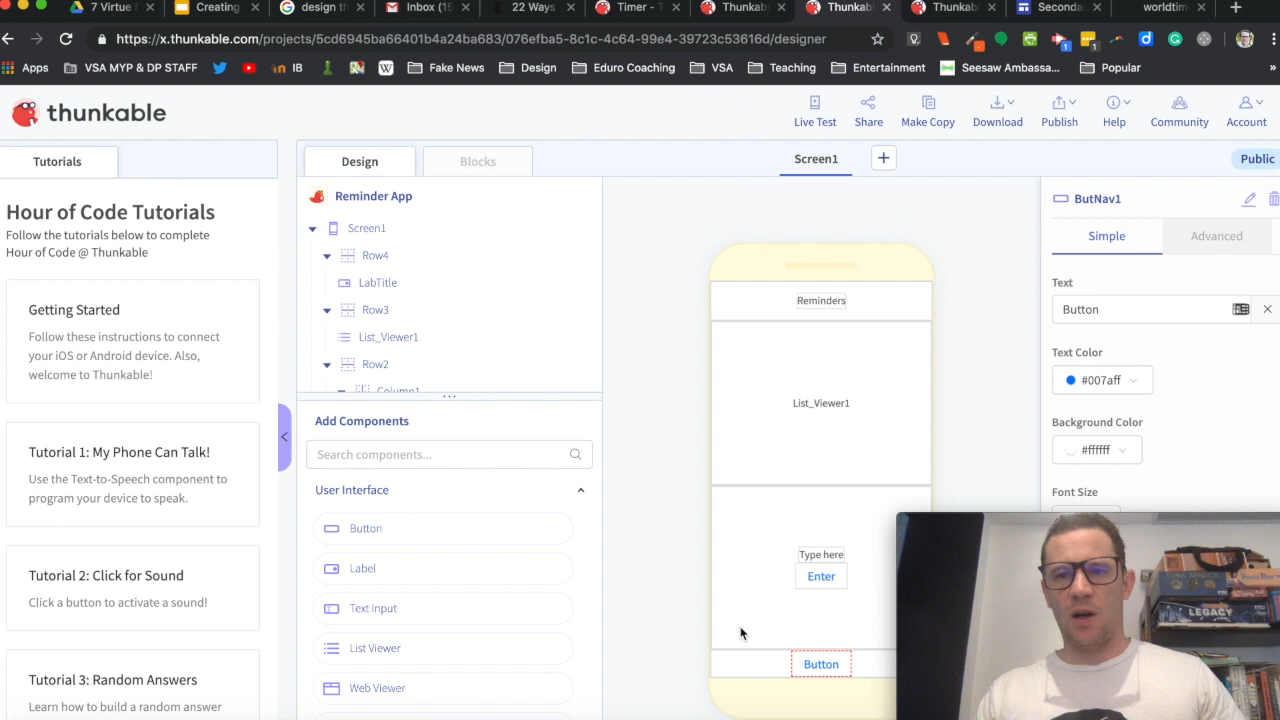 7 Virtue I
Creating
design th
Inbox (15
22 Ways
Timer - T
Thunkabl
Thunkabl
Thunkabl
Seconda
worldtime
https://x.thunkable.com/projects/5cd6945ba66401b4a24ba683/076efba5-8c1c-4c64-99e4-39723c53616d/designer
Apps
VSA MYP & DP STAFF
IB
Fake News
Design
Eduro Coaching
VSA
Teaching
Entertainment
Seesaw Ambassa...
Popular
»
thunkable
Live Test
Share
Make Copy
Download
Publish
Help
Community
Account
Tutorials
Design
Blocks
Screen1
Public
Hour of Code Tutorials
Follow the tutorials below to complete
Hour of Code @ Thunkable
Getting Started
Follow these instructions to connect
your iOS or Android device. Also,
welcome to Thunkable!
Tutorial 1: My Phone Can Talk!
Use the Text-to-Speech component to
program your device to speak.
Tutorial 2: Click for Sound
Click a button to activate a sound!
Tutorial 3: Random Answers
Learn how to build a random answer
Reminder App
Screen1
Row4
LabTitle
Row3
List_Viewer1
Row2
Column1
Add Components
Search components...
User Interface
Button
Label
Text Input
List Viewer
Web Viewer
Reminders
List_Viewer1
Type here
Enter
Button
ButNav1
Simple
Advanced
Text
Button
Text Color
#007aff
Background Color
#ffffff
Font Size
LEGACY